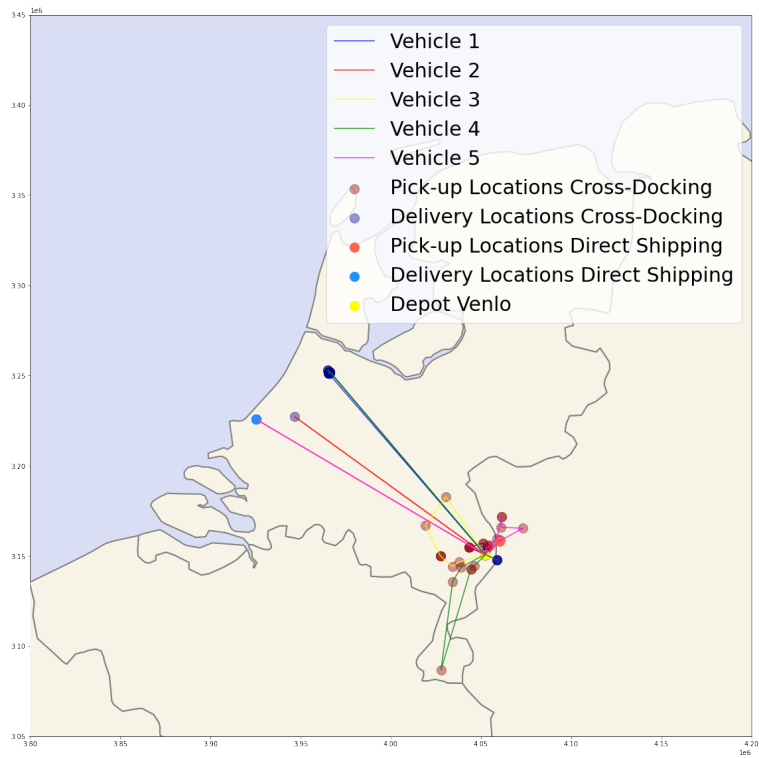 1e6
3.45
Vehicle 1
Vehicle 2
Vehicle 3
Vehicle 4
Vehicle 5
Pick-up Locations Cross-Docking
Delivery Locations Cross-Docking
Pick-up Locations Direct Shipping
Delivery Locations Direct Shipping
Depot Venlo
3.40
3.35
3.30
3.25
3.20
3.15
3.10
3.05
3.80
3.85
3.90
3.95
4.00
4.05
4.10
4.15
4.20
1e6